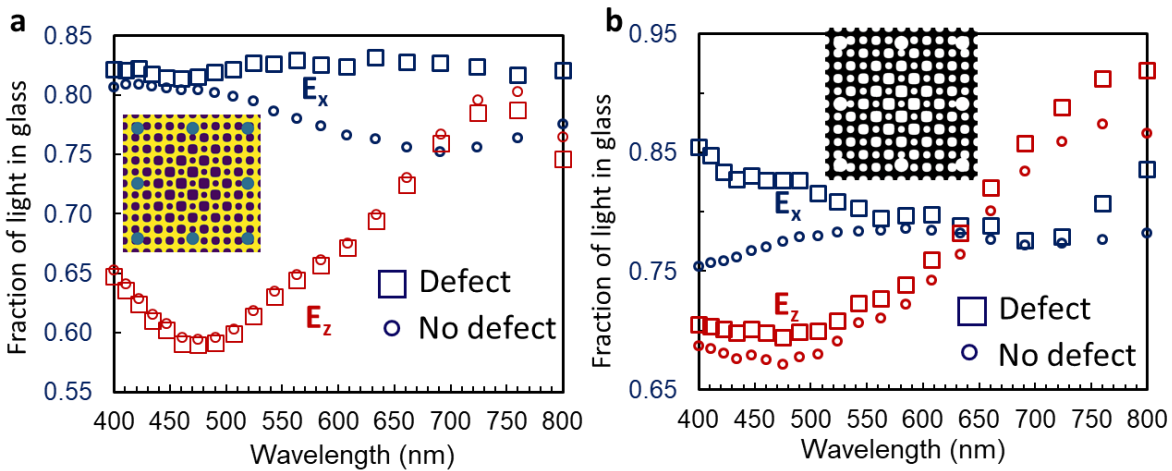 a
0.85
0.80
0.75
0.70
0.65
0.60
0.55
Fraction of light in glass
Ex
Ez
Defect
No defect
400 450 500 550 600 650 700 750 800
Wavelength (nm)
b
0.95
0.85
0.75
0.65
Fraction of light in glass
Ex
Ez
Defect
No defect
400 450 500 550 600 650 700 750 800
Wavelength (nm)